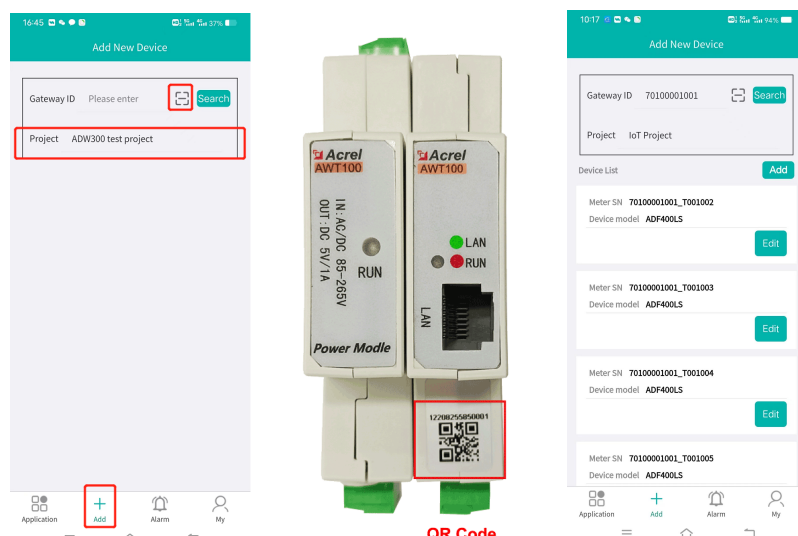 16:45
37%
Add New Device
Gateway ID Please enter Search
Project ADW300 test project
Application Add Alarm My
Acrel
AWT100
IN:AC/DC 85-265V
OUT:DC 5V/1A
RUN
Power Modle
Acrel
AWT100
LAN
RUN
LAN
12208255850001
QR Code
10:17
94%
Add New Device
Gateway ID 70100001001 Search
Project IoT Project
Device List Add
Meter SN 70100001001_T001002
Device model ADF400LS
Edit
Meter SN 70100001001_T001003
Device model ADF400LS
Edit
Meter SN 70100001001_T001004
Device model ADF400LS
Edit
Meter SN 70100001001_T001005
Device model ADF400LS
Application Add Alarm My